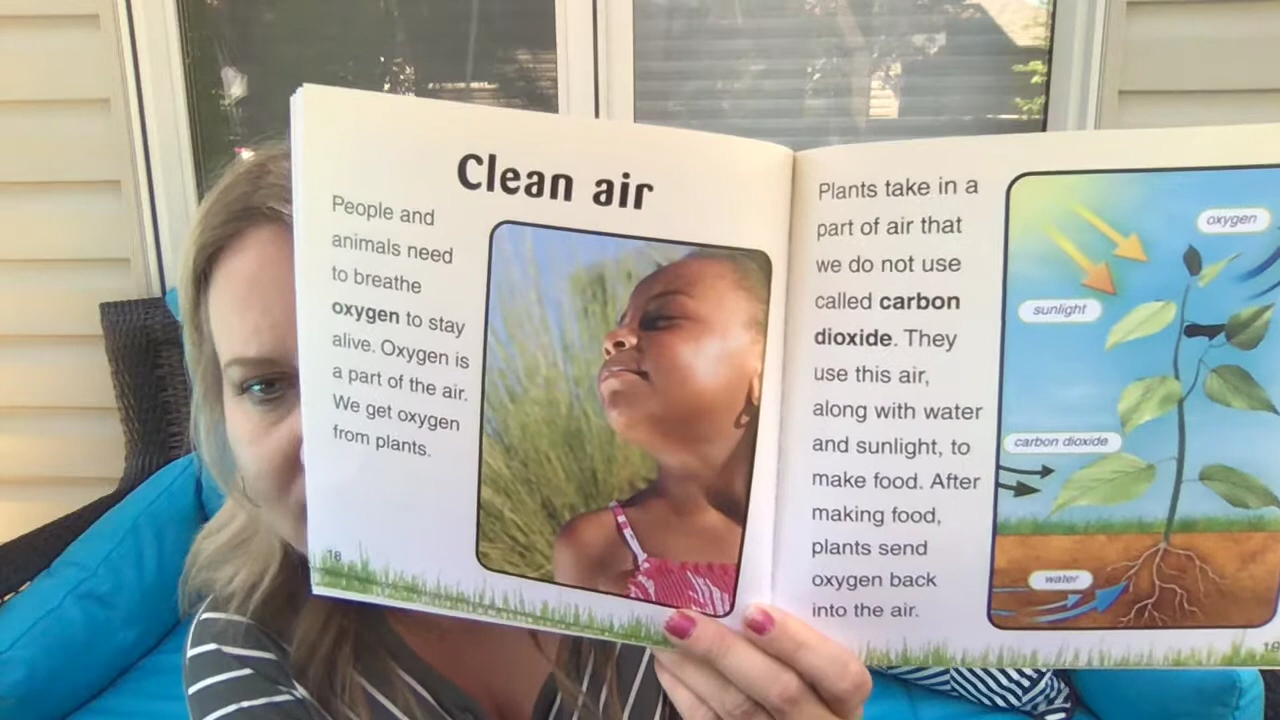 Clean air
People and
animals need
to breathe
oxygen to stay
alive. Oxygen is
a part of the air.
We get oxygen
from plants.
18
Plants take in a
part of air that
we do not use
called carbon
dioxide. They
use this air,
along with water
and sunlight, to
make food. After
making food,
plants send
oxygen back
into the air.
oxygen
sunlight
carbon dioxide
water
19